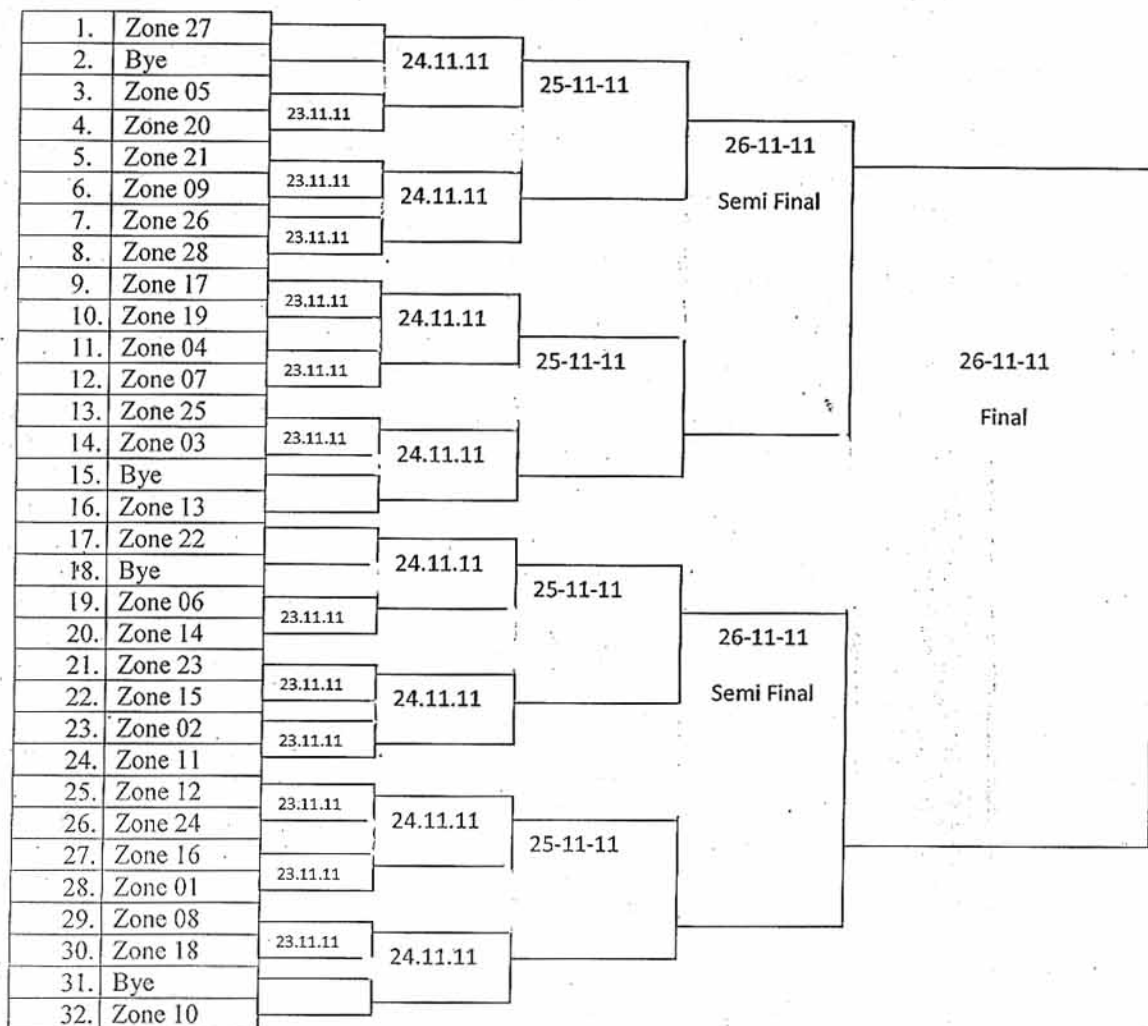 1. Zone 27
2. Bye
3. Zone 05
4. Zone 20
5. Zone 21
6. Zone 09
7. Zone 26
8. Zone 28
9. Zone 17
10. Zone 19
11. Zone 04
12. Zone 07
13. Zone 25
14. Zone 03
15. Bye
16. Zone 13
17. Zone 22
18. Bye
19. Zone 06
20. Zone 14
21. Zone 23
22. Zone 15
23. Zone 02
24. Zone 11
25. Zone 12
26. Zone 24
27. Zone 16
28. Zone 01
29. Zone 08
30. Zone 18
31. Bye
32. Zone 10
23.11.11
23.11.11
23.11.11
23.11.11
23.11.11
23.11.11
23.11.11
23.11.11
23.11.11
23.11.11
23.11.11
23.11.11
24.11.11
24.11.11
24.11.11
24.11.11
24.11.11
24.11.11
24.11.11
24.11.11
25-11-11
25-11-11
25-11-11
25-11-11
26-11-11
Semi Final
26-11-11
Semi Final
26-11-11
Final